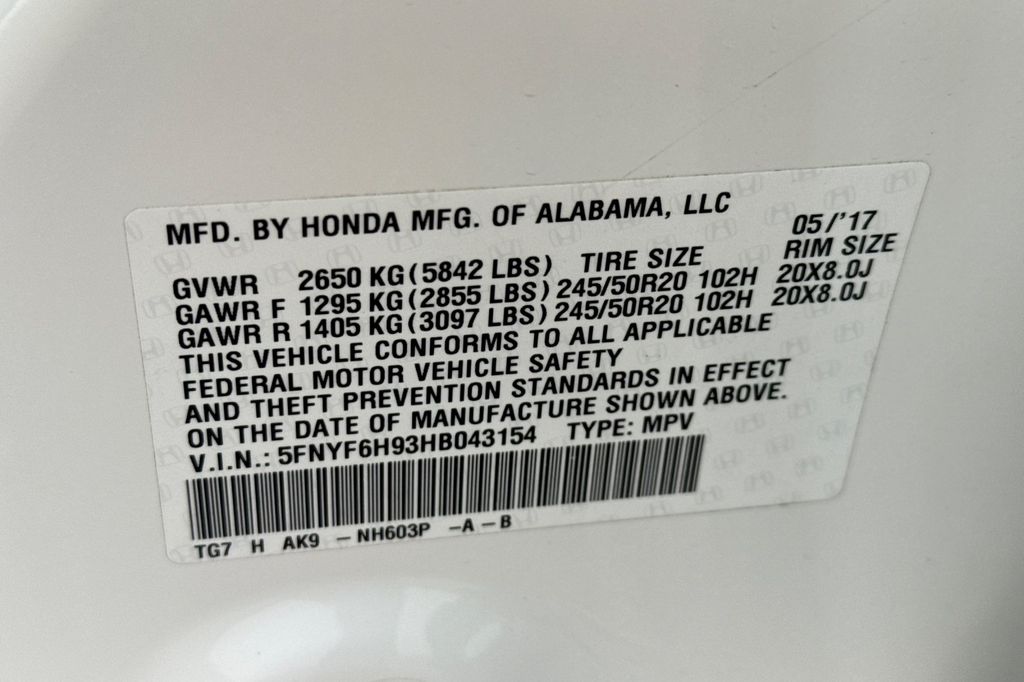 MFD. BY HONDA MFG. OF ALABAMA, LLC 05/'17
GVWR 2650 KG (5842 LBS) TIRE SIZE RIM SIZE
GAWR F 1295 KG (2855 LBS) 245/50R20 102H 20X8.0J
GAWR R 1405 KG (3097 LBS) 245/50R20 102H 20X8.0J
THIS VEHICLE CONFORMS TO ALL APPLICABLE
FEDERAL MOTOR VEHICLE SAFETY
AND THEFT PREVENTION STANDARDS IN EFFECT
ON THE DATE OF MANUFACTURE SHOWN ABOVE.
V.I.N.: 5FNYF6H93HB043154 TYPE: MPV
TG7 H AK9 – NH603P –A – B